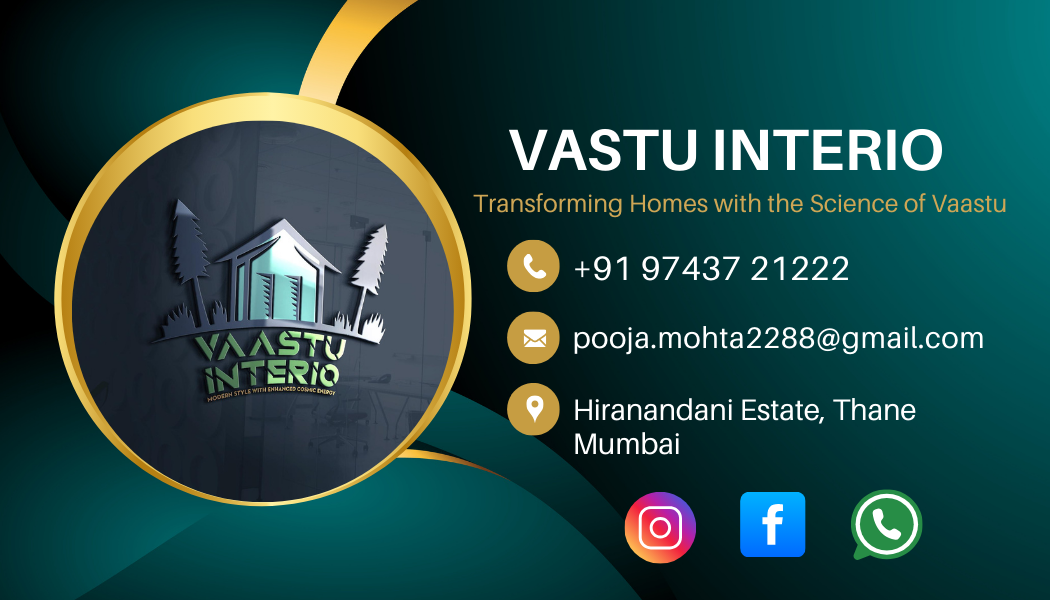 VASTU INTERIO
Transforming Homes with the Science of Vaastu
+91 97437 21222
pooja.mohta2288@gmail.com
Hiranandani Estate, Thane
Mumbai
VAASTU
INTERIO
MODERN STYLE WITH ENHANCED COSMIC ENERGY